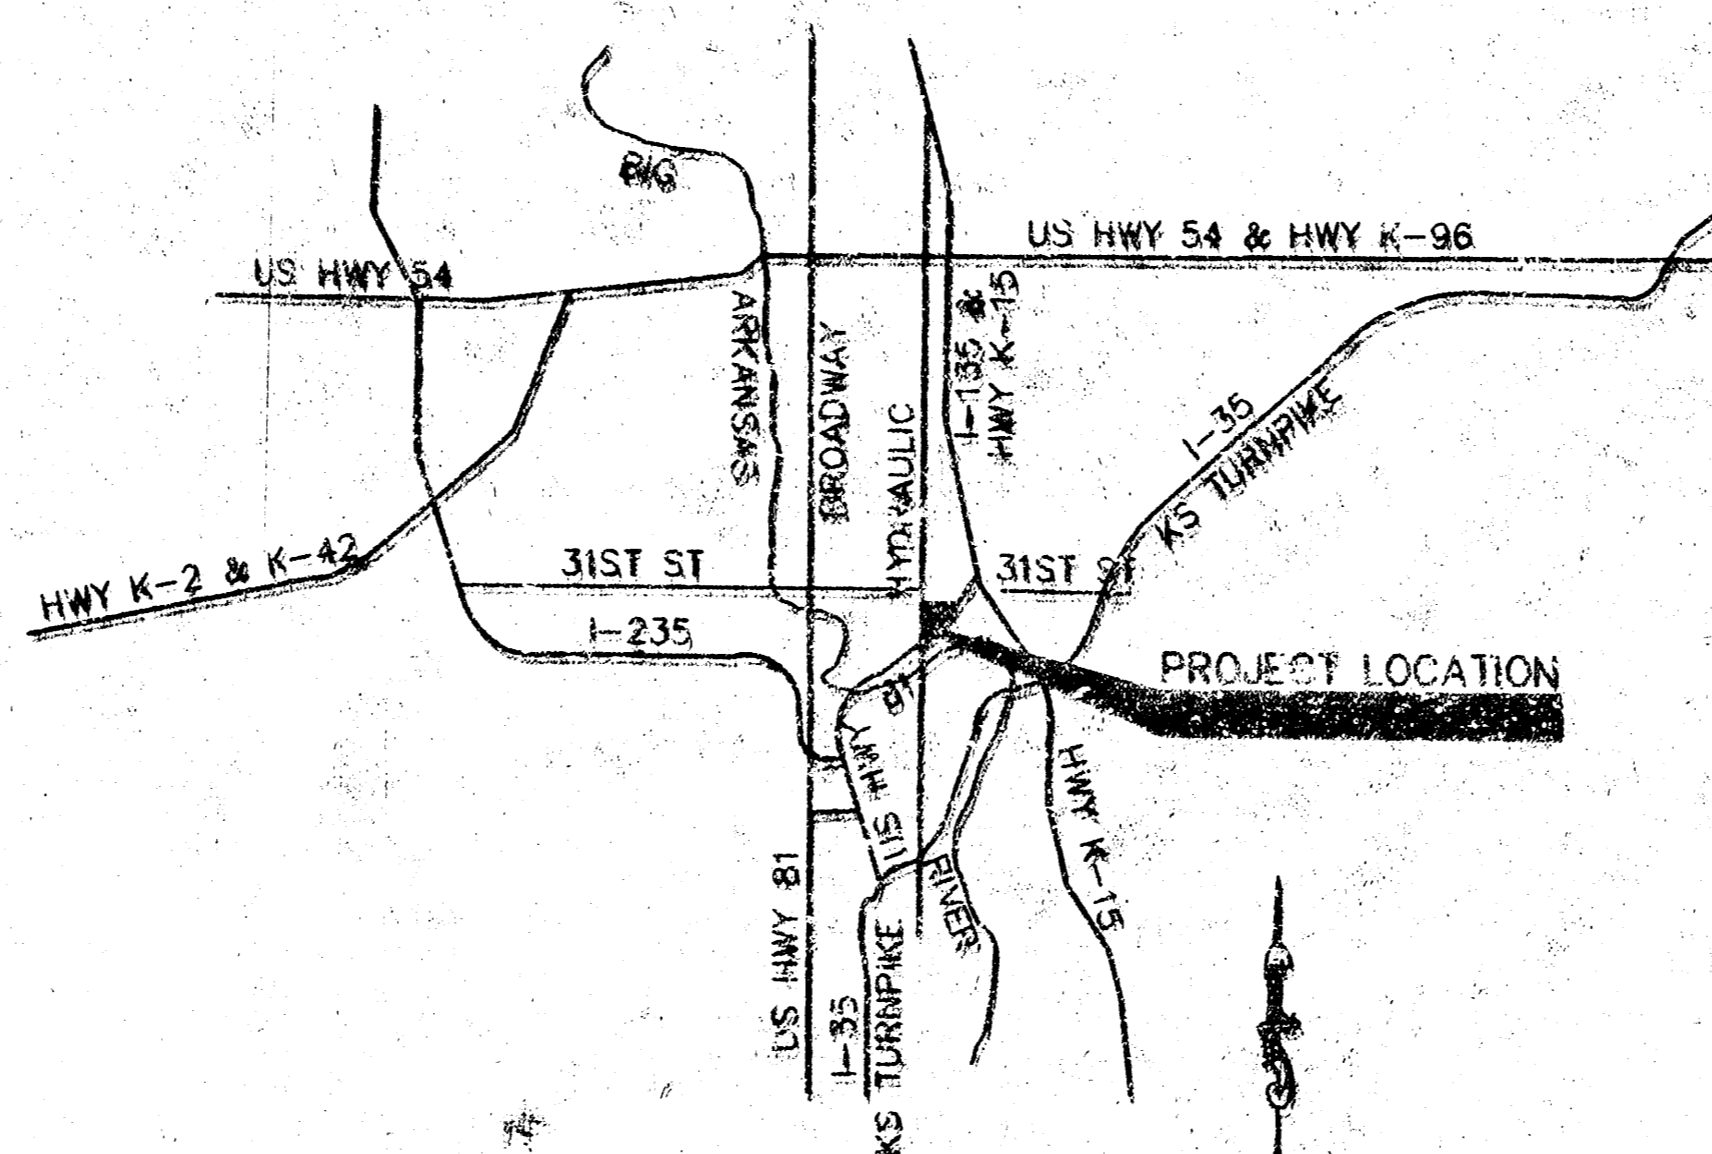 BIG
US HWY 54 & HWY K-96
US HWY 54
ARKANSAS
BROADWAY
HYDRAULIC
I-135 &
HWY K-15
I-35
KS TURMPIKE
31ST ST
31ST ST
HWY K-2 & K-42
I-235
PROJECT LOCATION
US HWY
81
HWY K-15
RIVER
US HWY 81
I-35
KS TURNPIKE